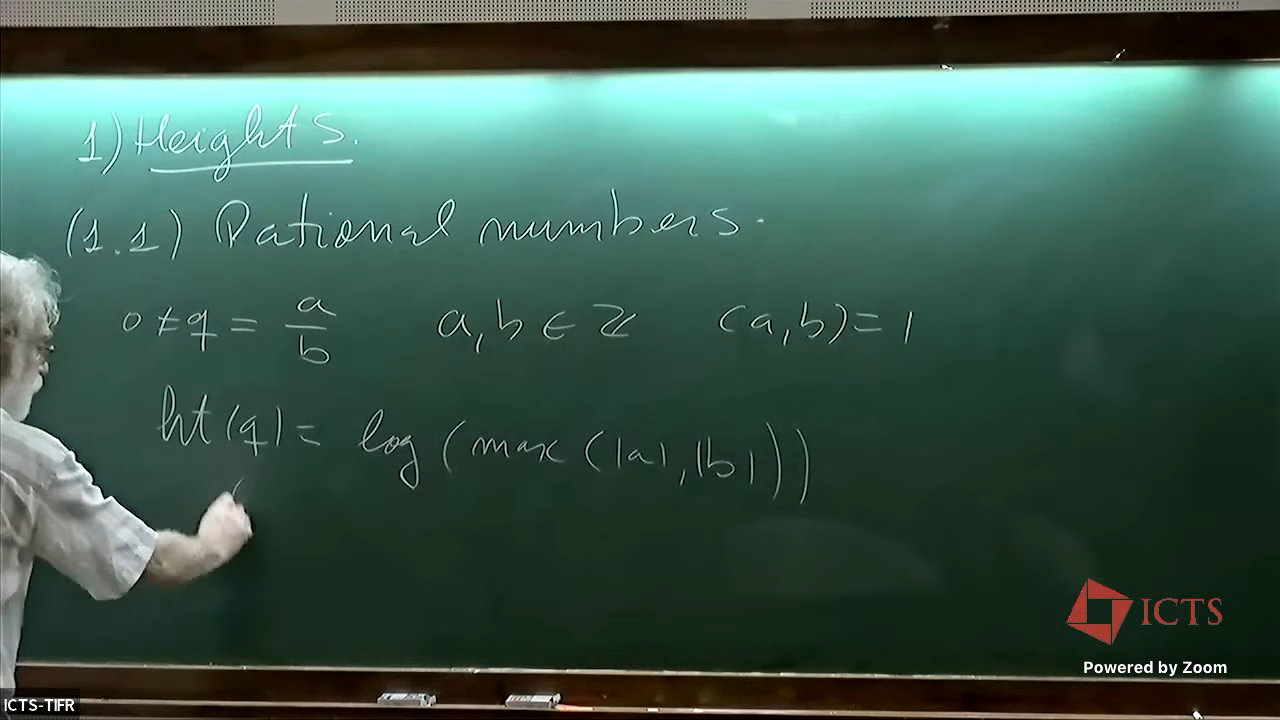 1) Heights.
(1.1) Rational numbers.
0 ≠ q = a/b a, b ∈ ℤ (a, b) = 1
ht(q) = log(max(|a|, |b|))
ICTS
Powered by Zoom
ICTS-TIFR